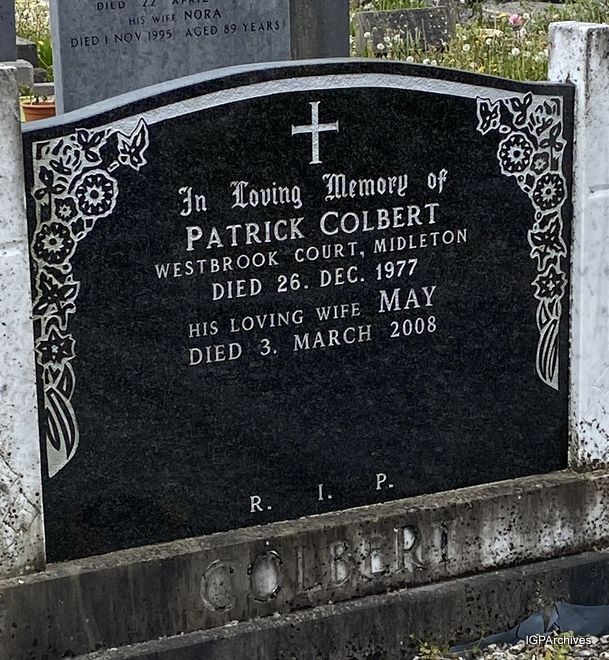 DIED 22 APRIL
HIS WIFE NORA
DIED 1 NOV 1995 AGED 89 YEARS
In Loving Memory of
PATRICK COLBERT
WESTBROOK COURT, MIDLETON
DIED 26. DEC. 1977
HIS LOVING WIFE MAY
DIED 3. MARCH 2008
R. I. P.
COLBERT
IGPArchives